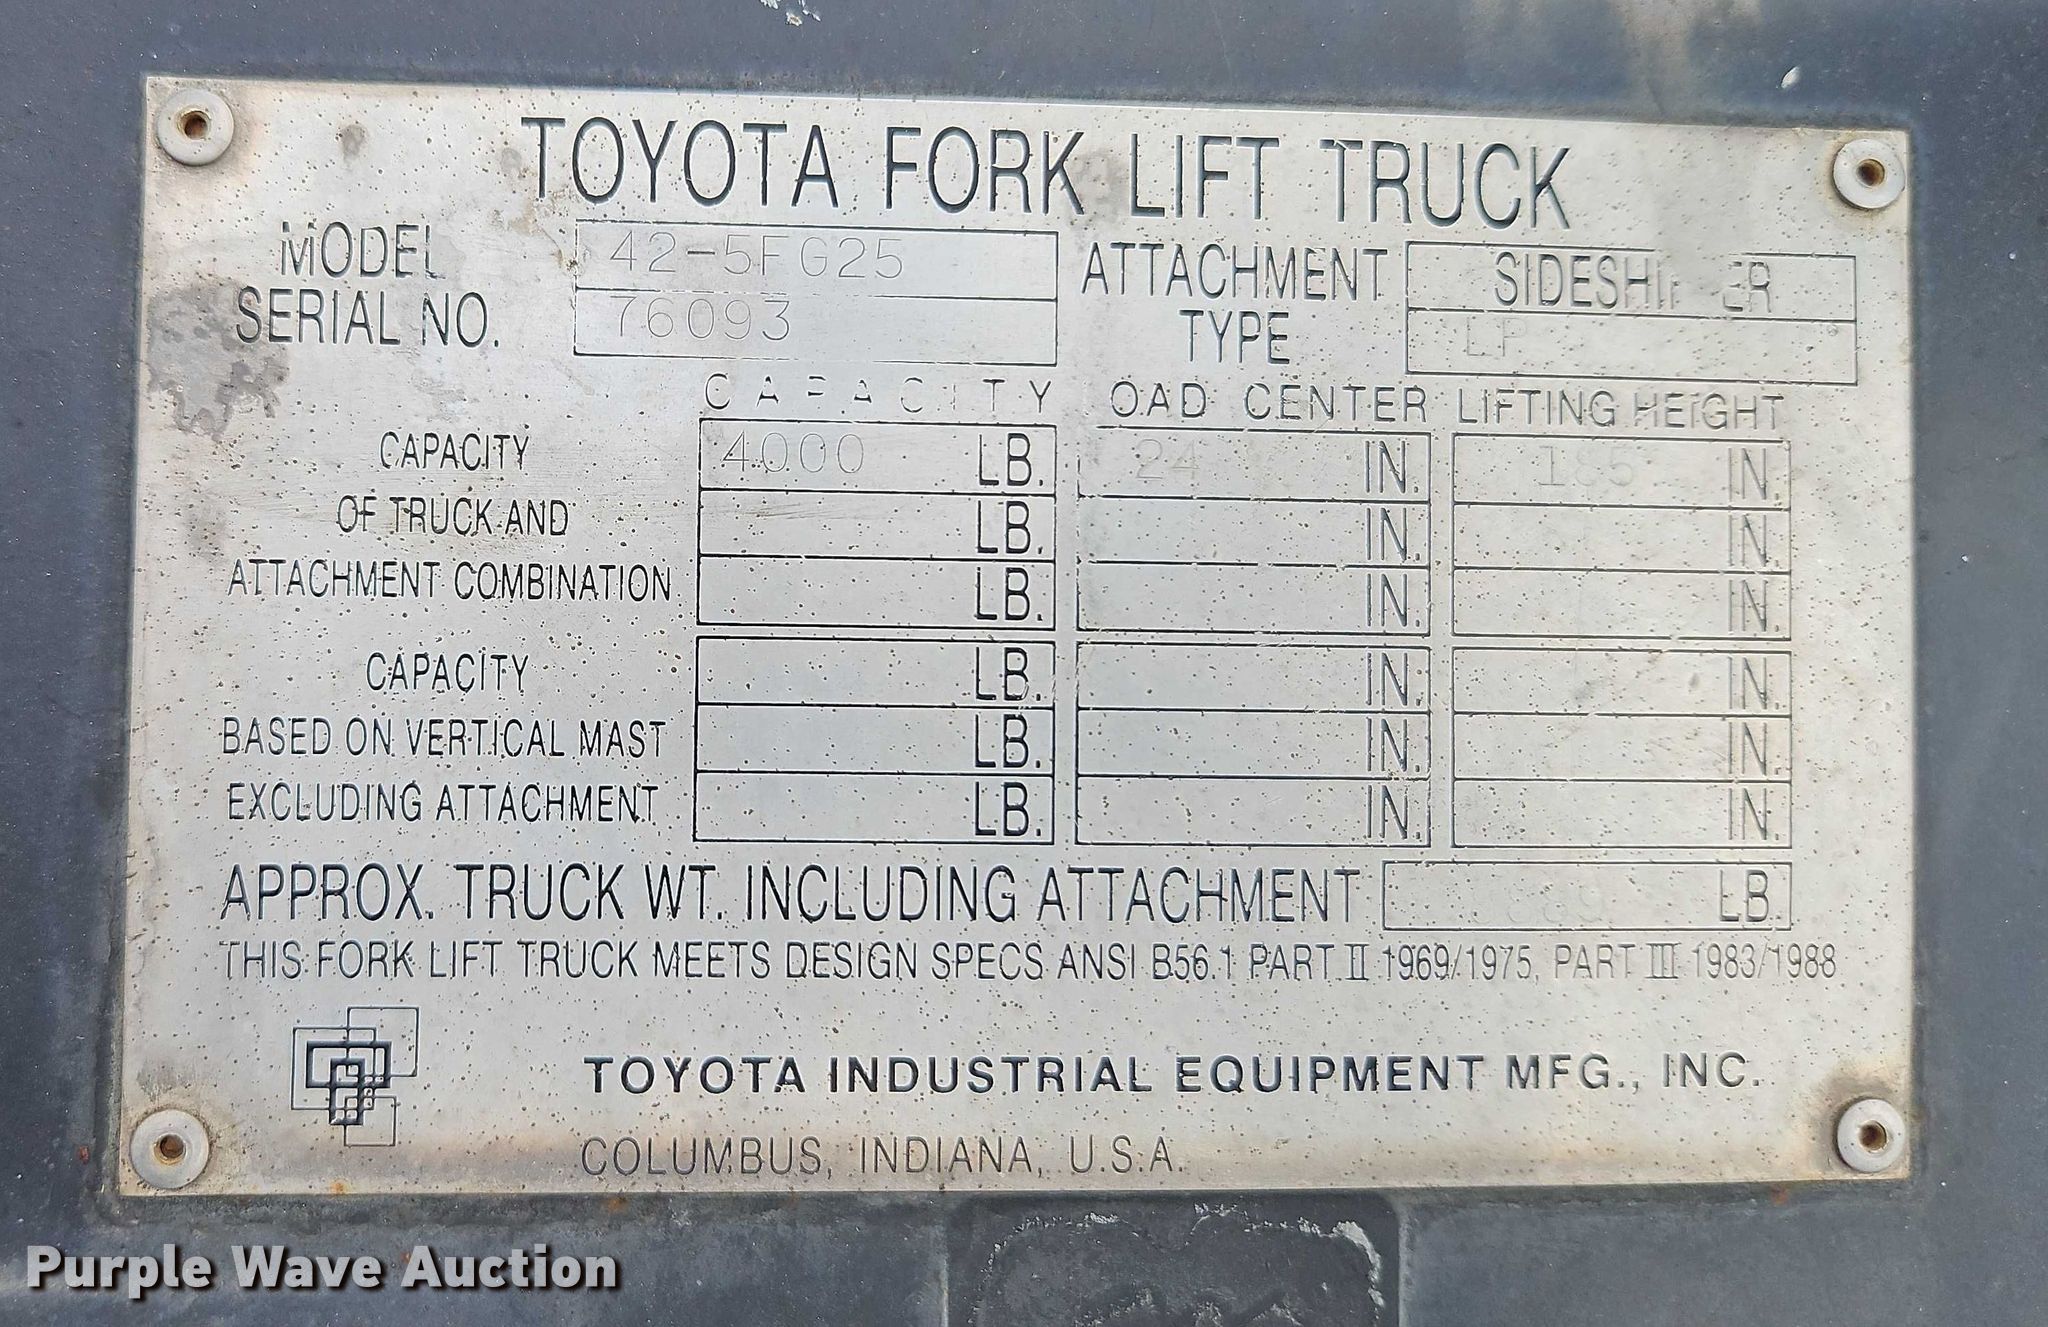 TOYOTA FORK LIFT TRUCK
MODEL 42-5FG25 ATTACHMENT SIDESHIFTER
SERIAL NO. 76093 TYPE LP
CAPACITY LOAD CENTER LIFTING HEIGHT
CAPACITY 4000 LB. 24 IN. IN.
OF TRUCK AND LB. IN. IN.
ATTACHMENT COMBINATION LB. IN. IN.
CAPACITY LB. IN. IN.
BASED ON VERTICAL MAST LB. IN. IN.
EXCLUDING ATTACHMENT LB. IN. IN.
APPROX. TRUCK WT. INCLUDING ATTACHMENT LB.
THIS FORK LIFT TRUCK MEETS DESIGN SPECS ANSI B56.1 PART II 1969/1975, PART III 1983/1988
TOYOTA INDUSTRIAL EQUIPMENT MFG., INC.
COLUMBUS, INDIANA, U.S.A.
Purple Wave Auction